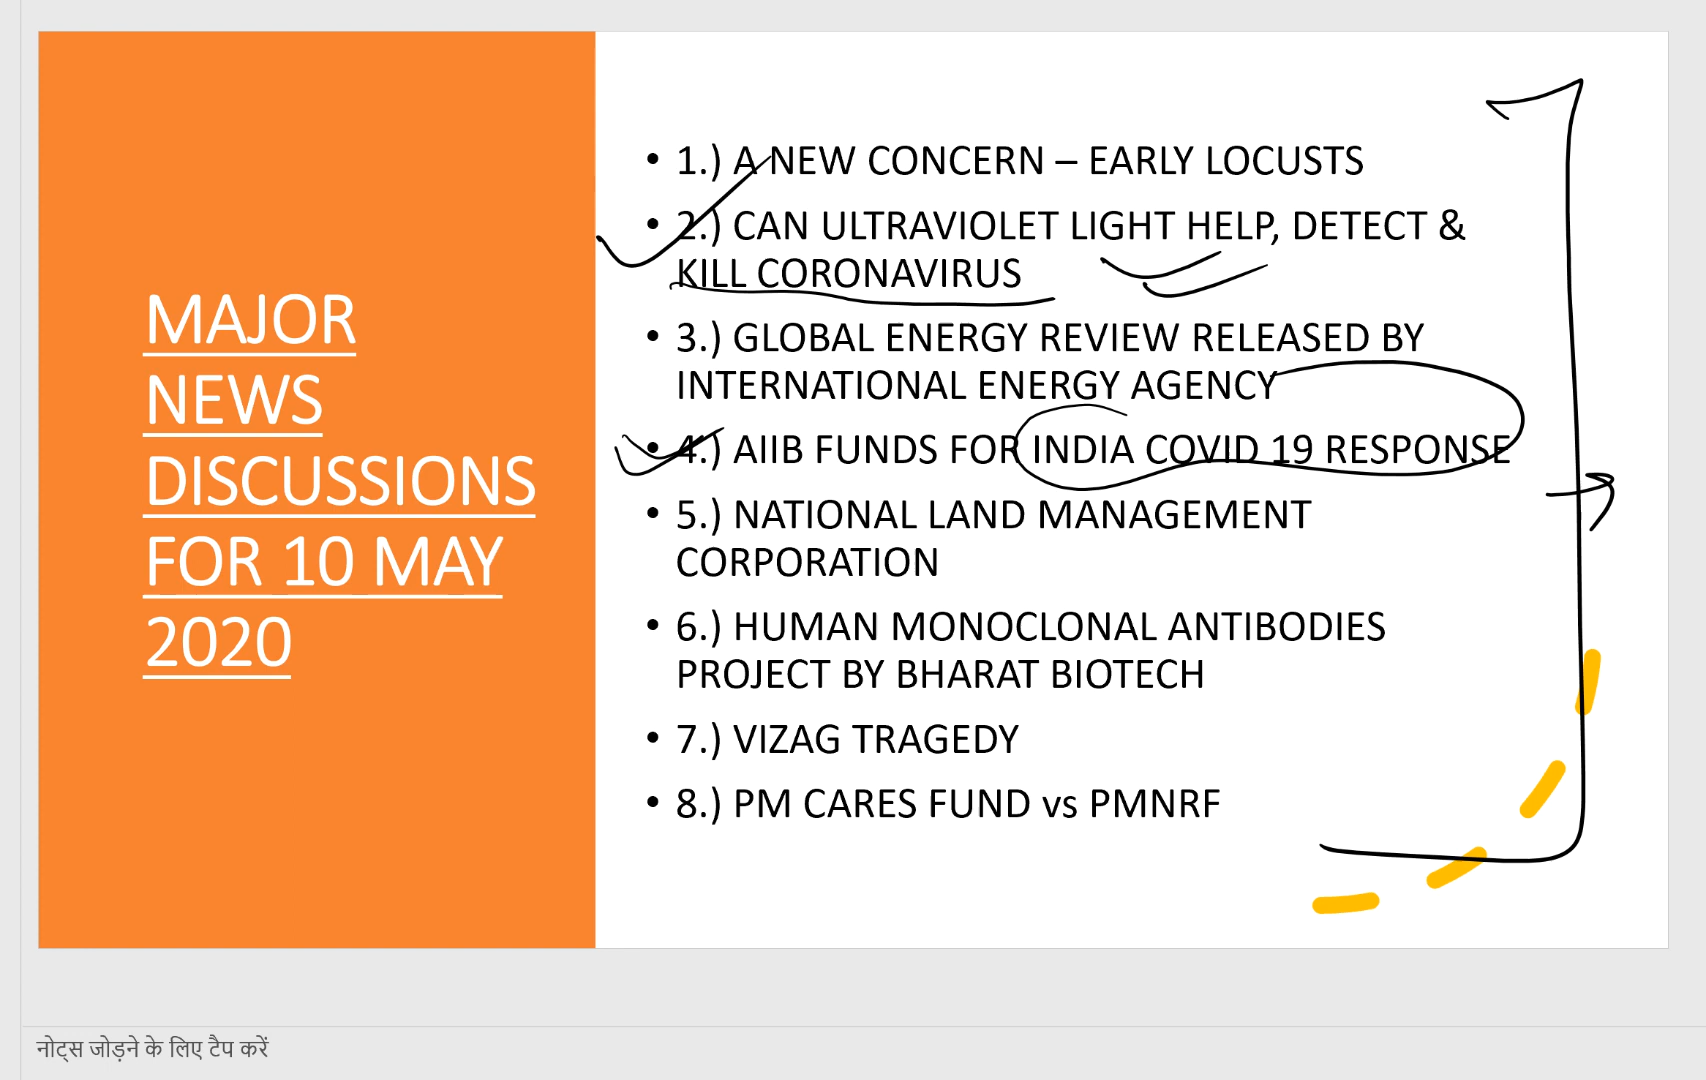 MAJOR
NEWS
DISCUSSIONS
FOR 10 MAY
2020
• 1.) A NEW CONCERN – EARLY LOCUSTS
• 2.) CAN ULTRAVIOLET LIGHT HELP, DETECT &
KILL CORONAVIRUS
• 3.) GLOBAL ENERGY REVIEW RELEASED BY
INTERNATIONAL ENERGY AGENCY
• 4.) AIIB FUNDS FOR INDIA COVID 19 RESPONSE
• 5.) NATIONAL LAND MANAGEMENT
CORPORATION
• 6.) HUMAN MONOCLONAL ANTIBODIES
PROJECT BY BHARAT BIOTECH
• 7.) VIZAG TRAGEDY
• 8.) PM CARES FUND vs PMNRF
नोट्स जोड़ने के लिए टैप करें